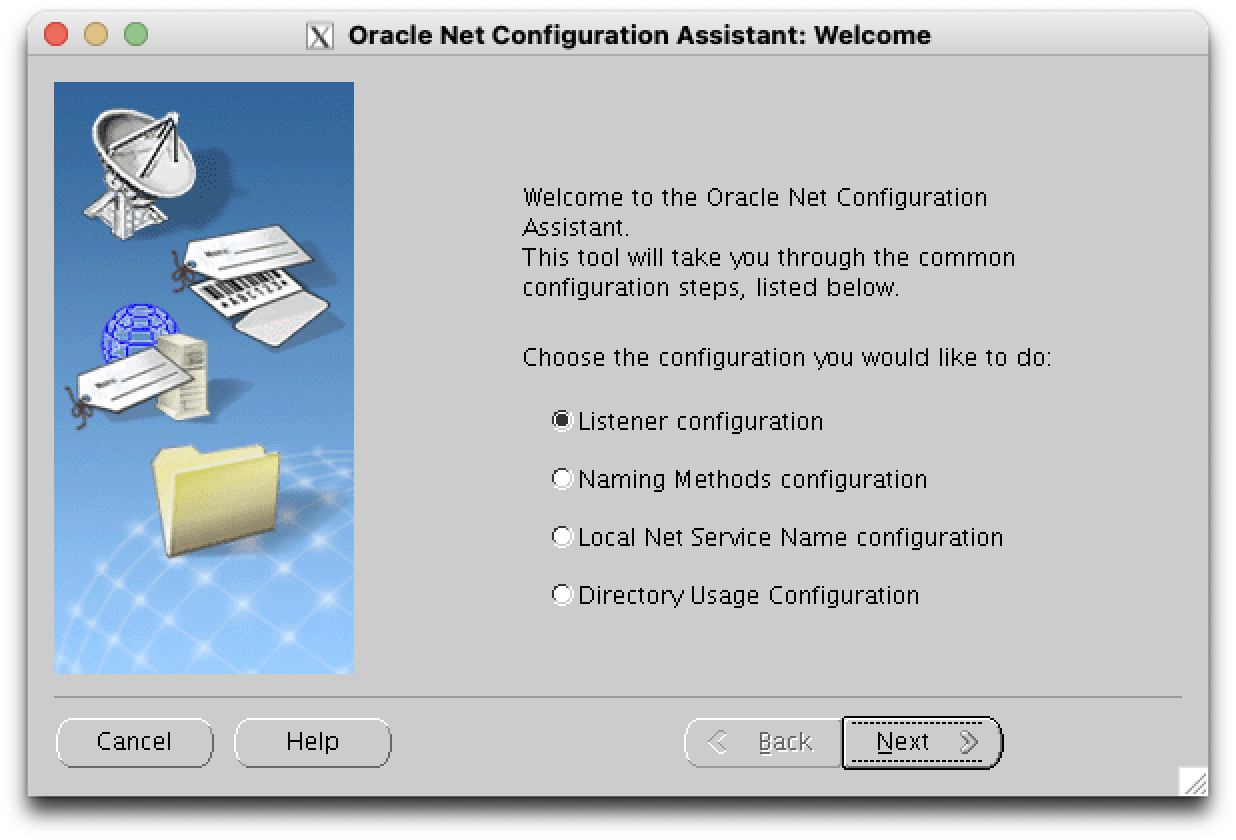 Oracle Net Configuration Assistant: Welcome
Welcome to the Oracle Net Configuration
Assistant.
This tool will take you through the common
configuration steps, listed below.
Choose the configuration you would like to do:
Listener configuration
Naming Methods configuration
Local Net Service Name configuration
Directory Usage Configuration
Cancel
Help
Back
Next